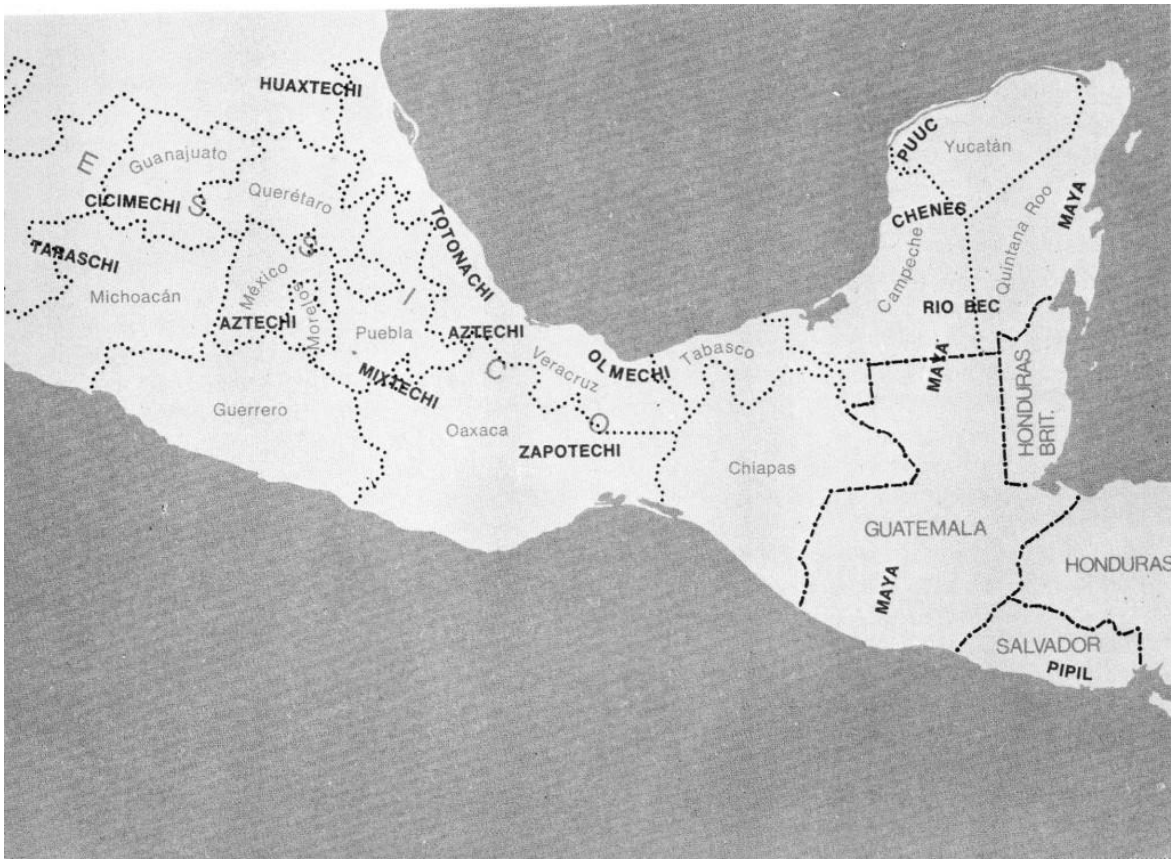 HUAXTECHI
E S S I C O
Guanajuato
Querétaro
CICIMECHI
TARASCHI
Michoacán
México
Morelos
AZTECHI
Puebla
TOTONACHI
AZTECHI
MIXTECHI
Guerrero
Oaxaca
Veracruz
OLMECHI
Tabasco
ZAPOTECHI
Chiapas
PUUC
Yucatàn
CHENES
Campeche
Quintana Roo
MAYA
RIO BEC
MAYA
HONDURAS
BRIT.
GUATEMALA
MAYA
HONDURAS
SALVADOR
PIPIL